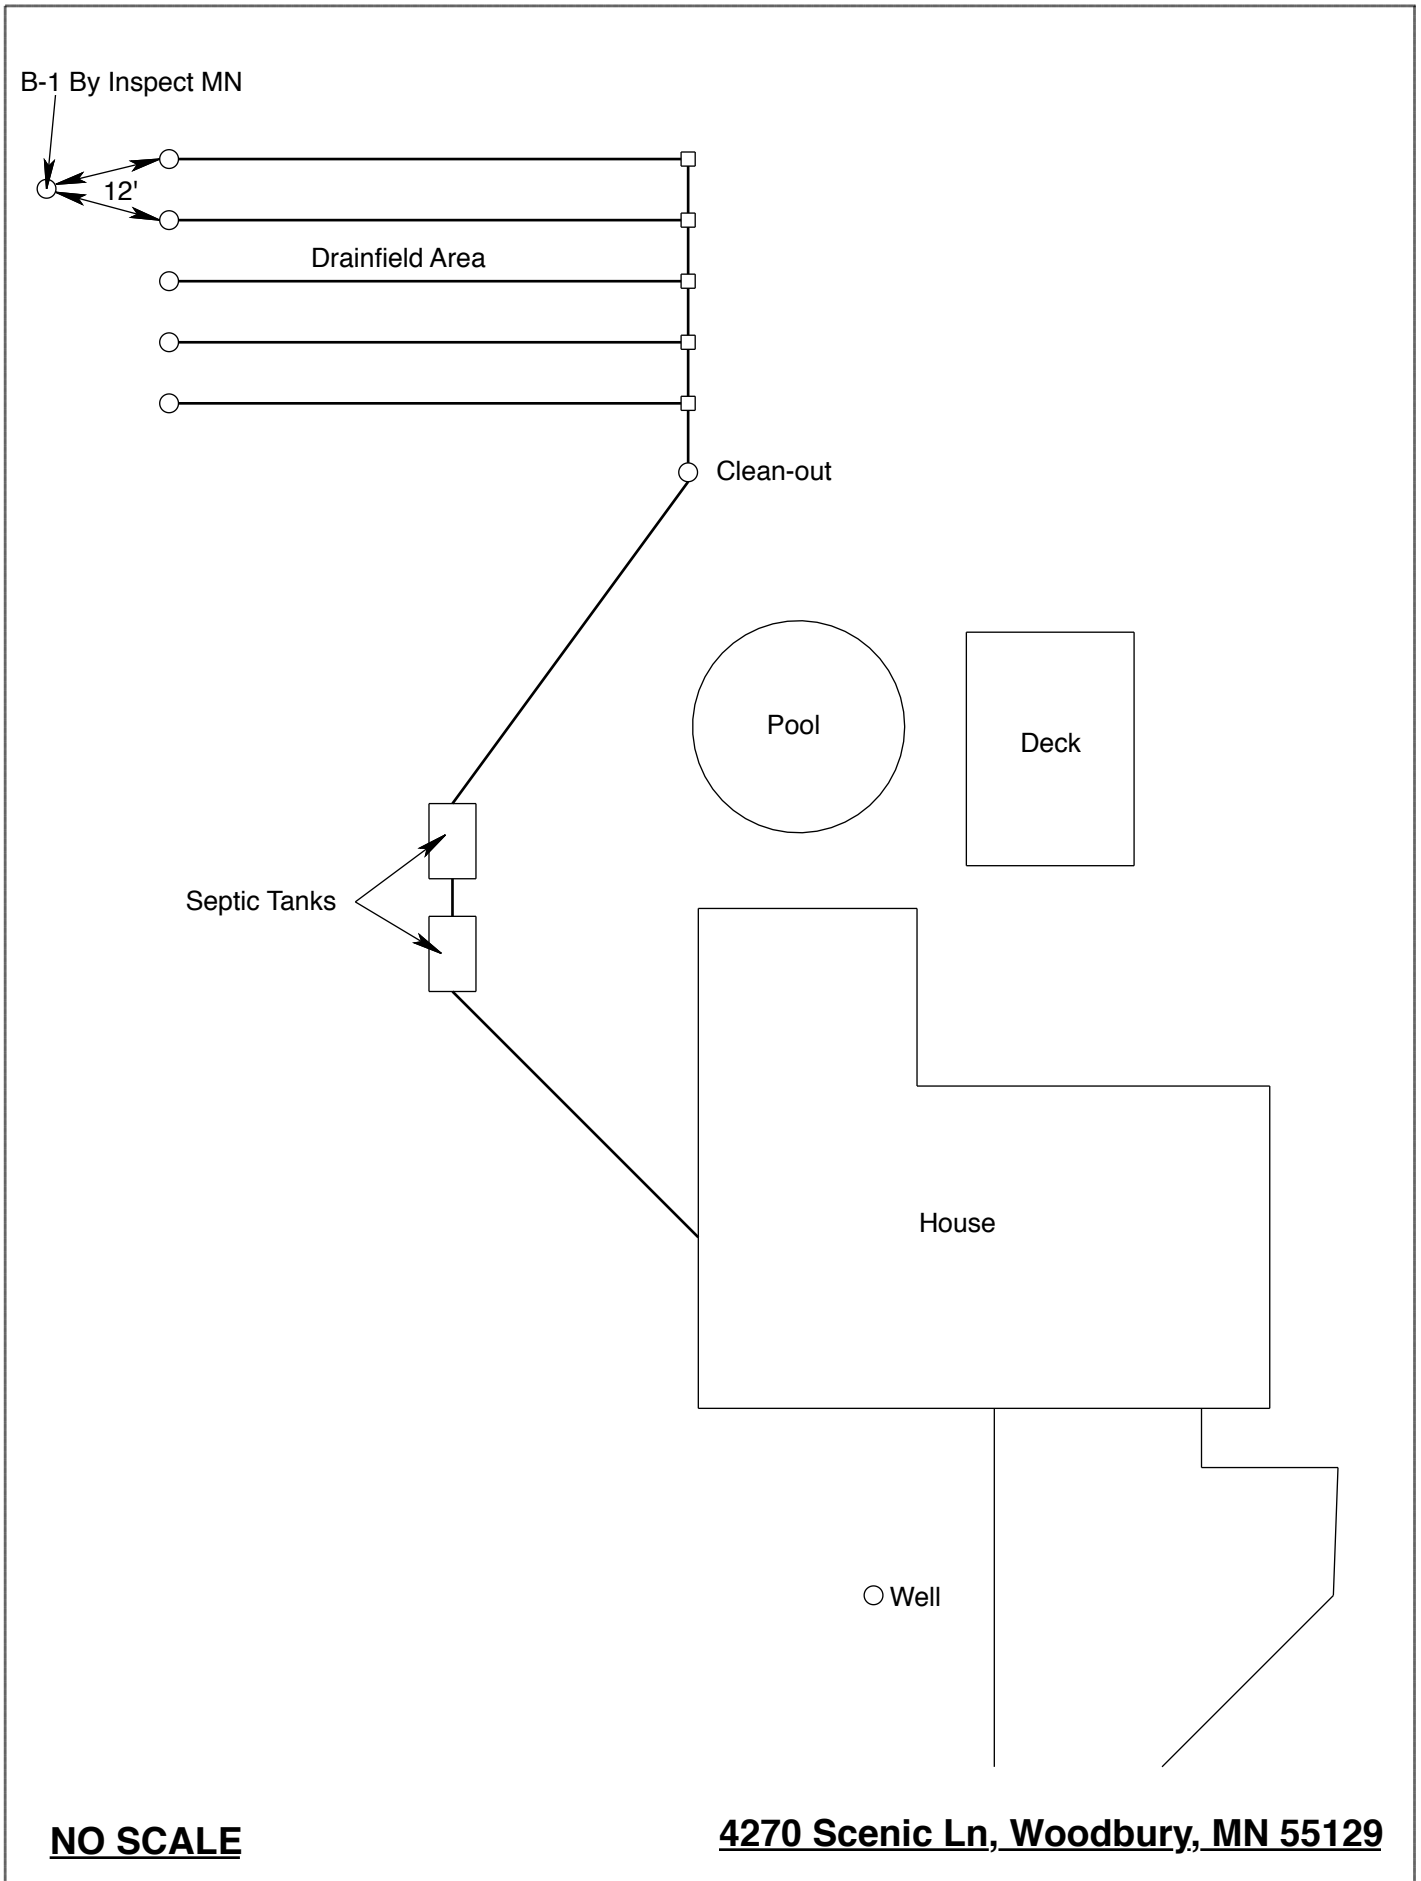 B-1 By Inspect MN
12'
Drainfield Area
Clean-out
Pool
Deck
Septic Tanks
House
Well
NO SCALE
4270 Scenic Ln, Woodbury, MN 55129